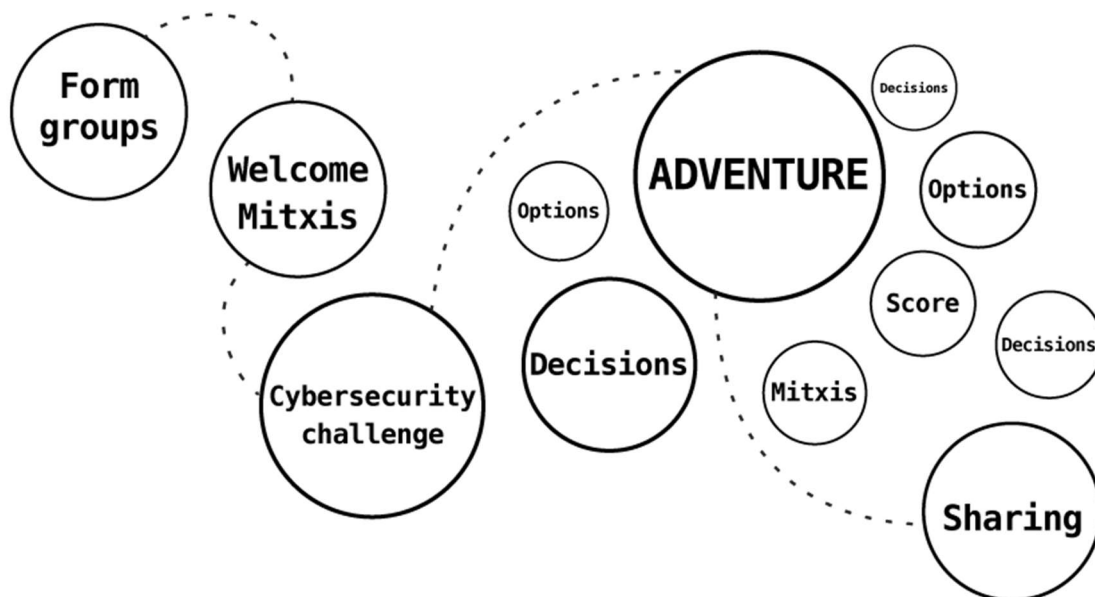 Form
groups
Welcome
Mitxis
Cybersecurity
challenge
Options
Decisions
ADVENTURE
Decisions
Options
Score
Decisions
Mitxis
Sharing